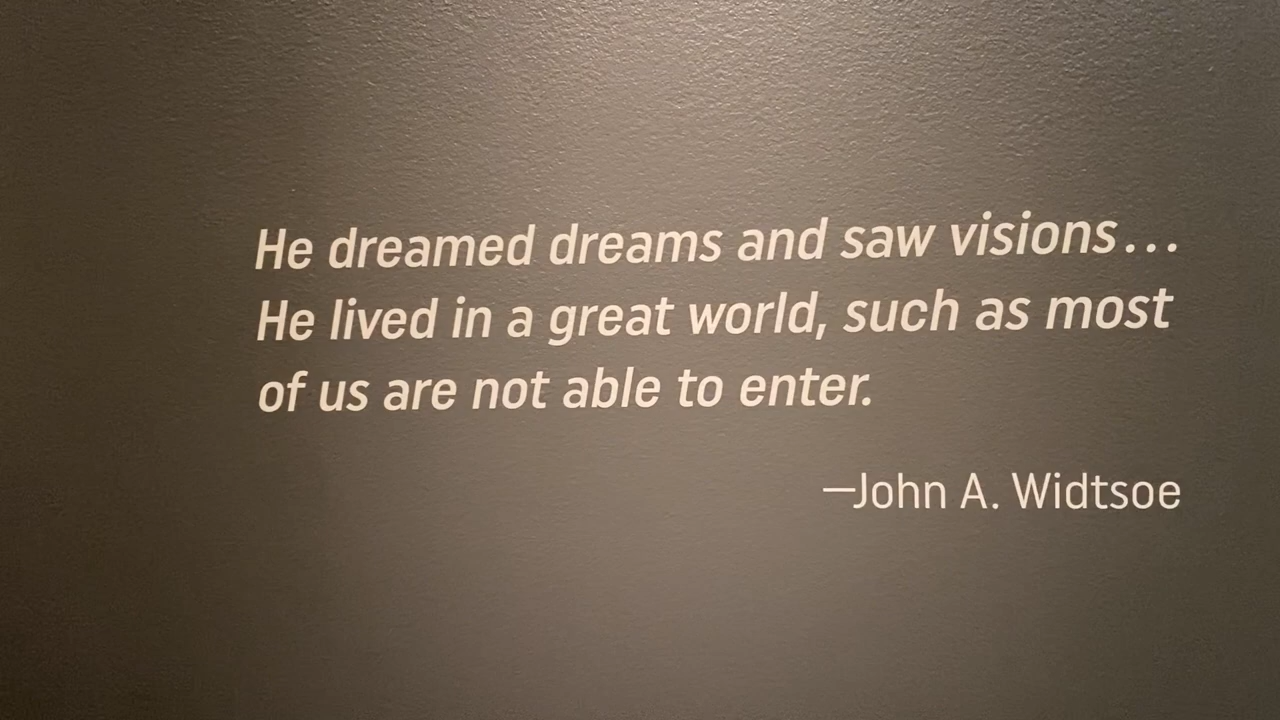 He dreamed dreams and saw visions...
He lived in a great world, such as most
of us are not able to enter.
—John A. Widtsoe